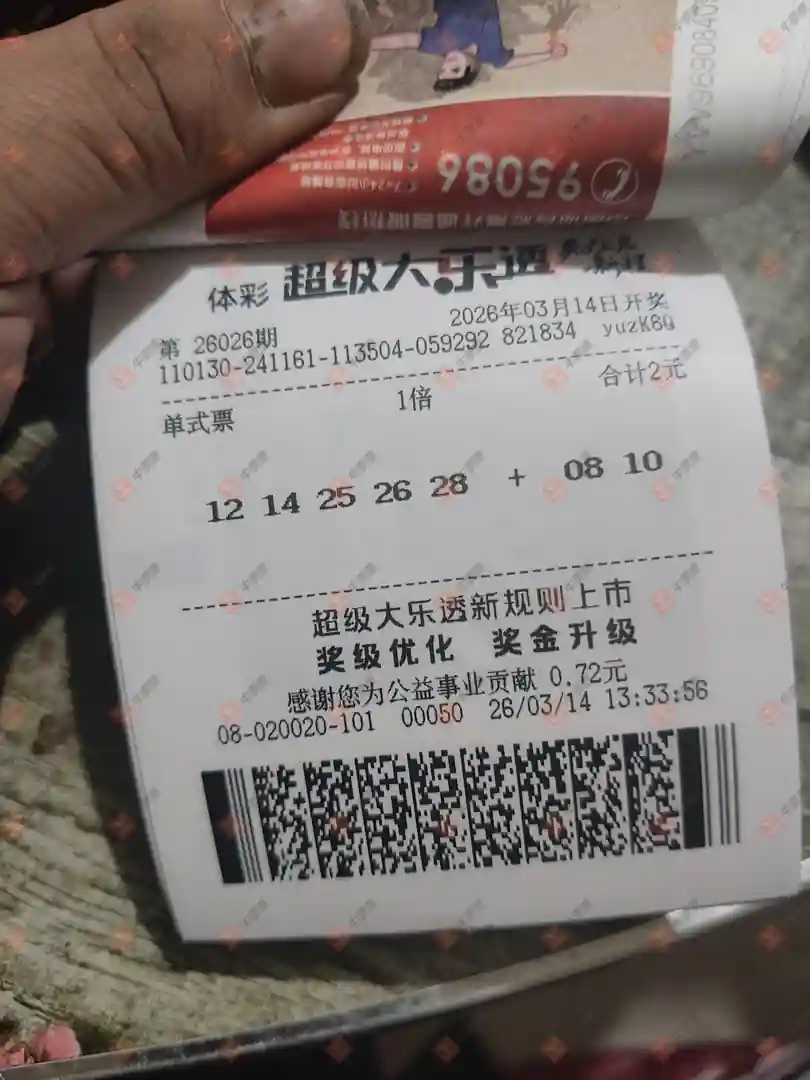 YW969084
95086
体彩 超级大乐透
第 26026期 2026年03月14日开奖
110130-241161-113504-059292 821834 yuzK6Q
单式票 1倍 合计2元
12 14 25 26 28 + 08 10
超级大乐透新规则上市
奖级优化 奖金升级
感谢您为公益事业贡献 0.72元
08-020020-101 00050 26/03/14 13:33:56